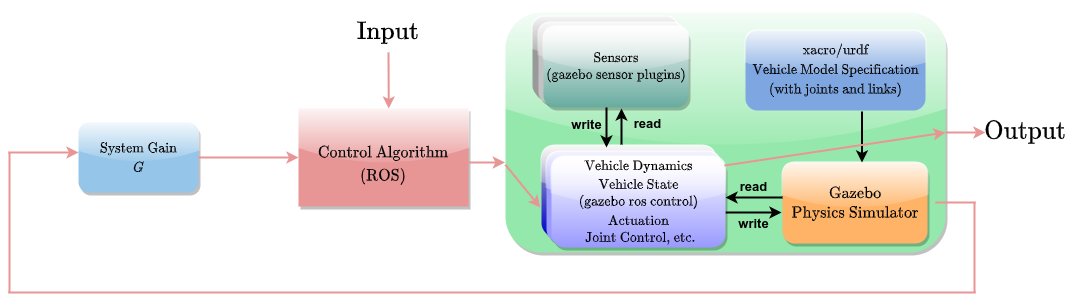 Input
System Gain
G
Control Algorithm
(ROS)
Sensors
(gazebo sensor plugins)
write
read
xacro/urdf
Vehicle Model Specification
(with joints and links)
Vehicle Dynamics
Vehicle State
(gazebo ros control)
Actuation
Joint Control, etc.
read
write
Gazebo
Physics Simulator
Output